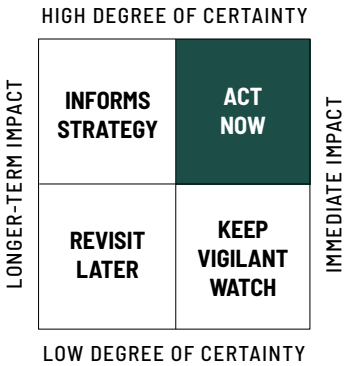 HIGH DEGREE OF CERTAINTY
LONGER-TERM IMPACT
INFORMS
STRATEGY
ACT
NOW
IMMEDIATE IMPACT
REVISIT
LATER
KEEP
VIGILANT
WATCH
LOW DEGREE OF CERTAINTY